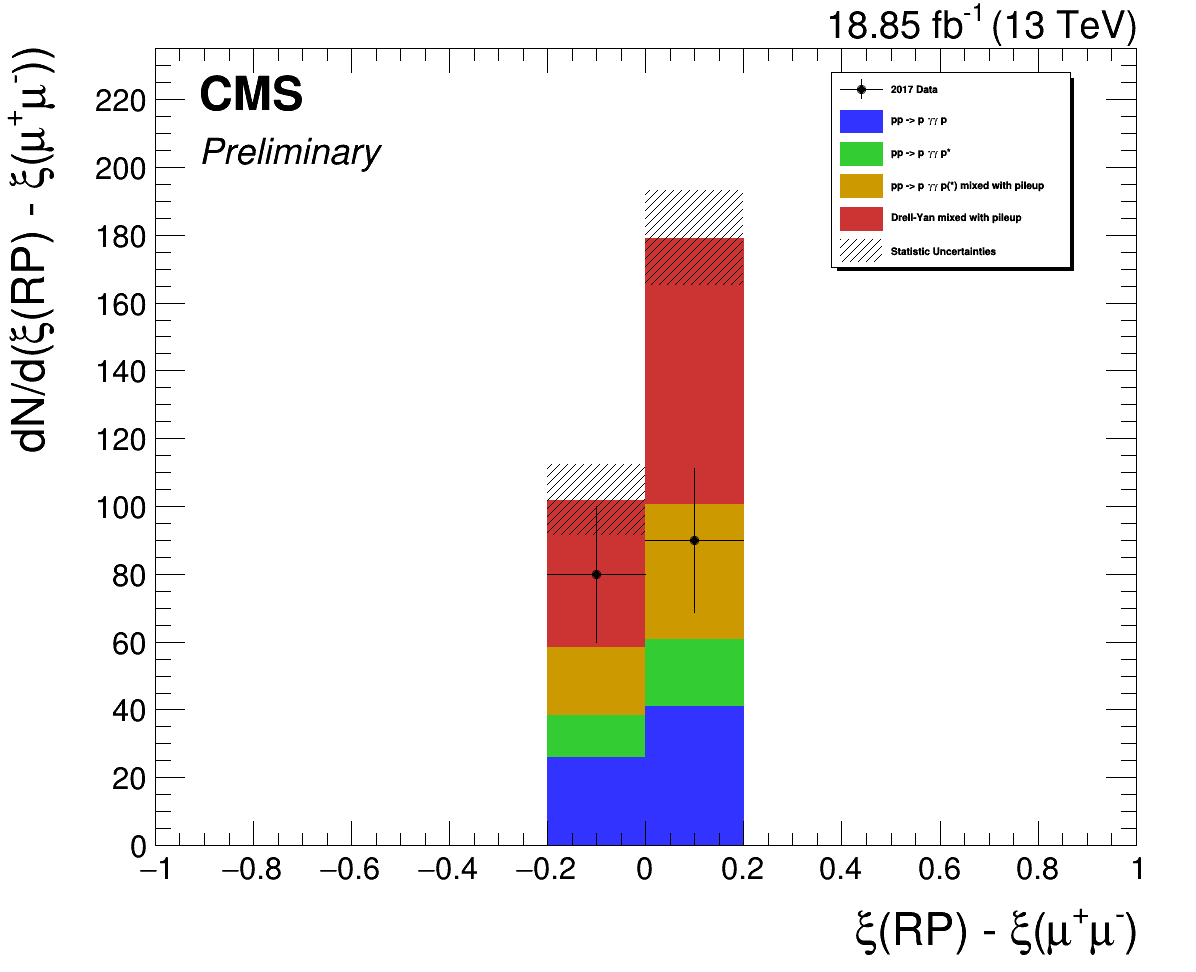 18.85 fb⁻¹ (13 TeV)
CMS
Preliminary
2017 Data
pp -> p γγ p
pp -> p γγ p*
pp -> p γγ p(*) mixed with pileup
Drell-Yan mixed with pileup
Statistic Uncertainties
dN/d(ξ(RP) - ξ(μ⁺μ⁻))
220
200
180
160
140
120
100
80
60
40
20
0
−1 −0.8 −0.6 −0.4 −0.2 0 0.2 0.4 0.6 0.8 1
ξ(RP) - ξ(μ⁺μ⁻)